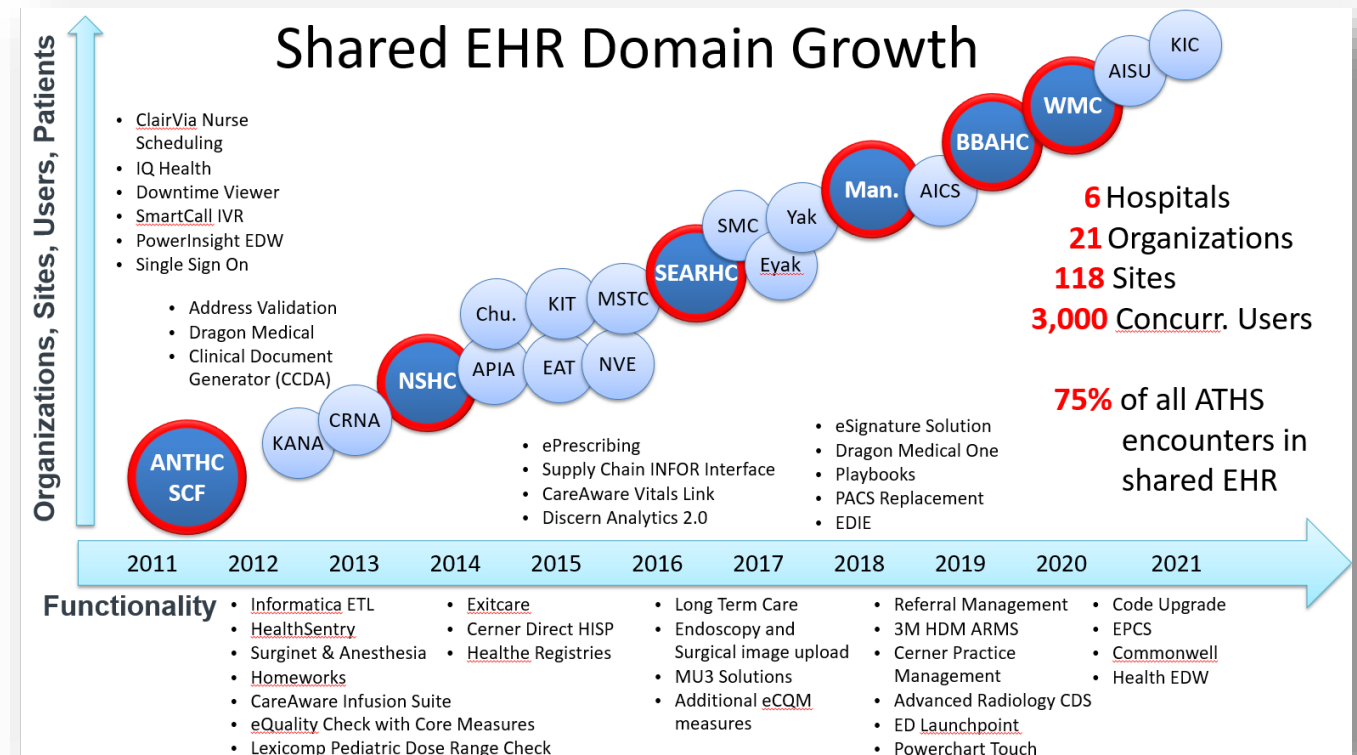 Shared EHR Domain Growth
Organizations, Sites, Users, Patients
• ClairVia Nurse
Scheduling
• IQ Health
• Downtime Viewer
• SmartCall IVR
• PowerInsight EDW
• Single Sign On
• Address Validation
• Dragon Medical
• Clinical Document
Generator (CCDA)
ANTHC
SCF
KANA
CRNA
NSHC
Chu.
APIA
KIT
EAT
MSTC
NVE
SEARHC
SMC
Eyak
Yak
Man.
AICS
BBAHC
WMC
AISU
KIC
6 Hospitals
21 Organizations
118 Sites
3,000 Concurr. Users
75% of all ATHS
encounters in
shared EHR
• ePrescribing
• Supply Chain INFOR Interface
• CareAware Vitals Link
• Discern Analytics 2.0
• eSignature Solution
• Dragon Medical One
• Playbooks
• PACS Replacement
• EDIE
2011 2012 2013 2014 2015 2016 2017 2018 2019 2020 2021
Functionality
• Informatica ETL
• HealthSentry
• Surginet & Anesthesia
• Homeworks
• CareAware Infusion Suite
• eQuality Check with Core Measures
• Lexicomp Pediatric Dose Range Check
• Exitcare
• Cerner Direct HISP
• Healthe Registries
• Long Term Care
• Endoscopy and
Surgical image upload
• MU3 Solutions
• Additional eCQM
measures
• Referral Management
• 3M HDM ARMS
• Cerner Practice
Management
• Advanced Radiology CDS
• ED Launchpoint
• Powerchart Touch
• Code Upgrade
• EPCS
• Commonwell
• Health EDW